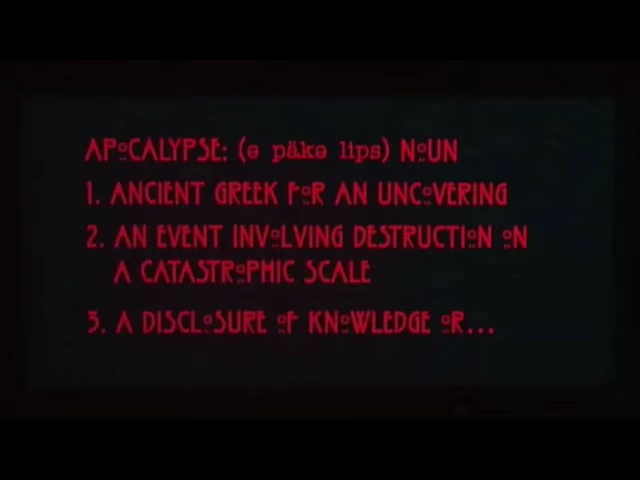 APOCALYPSE: (ə päkə lips) NOUN
1. ANCIENT GREEK FOR AN UNCOVERING
2. AN EVENT INVOLVING DESTRUCTION ON
A CATASTROPHIC SCALE
3. A DISCLOSURE OF KNOWLEDGE OR...